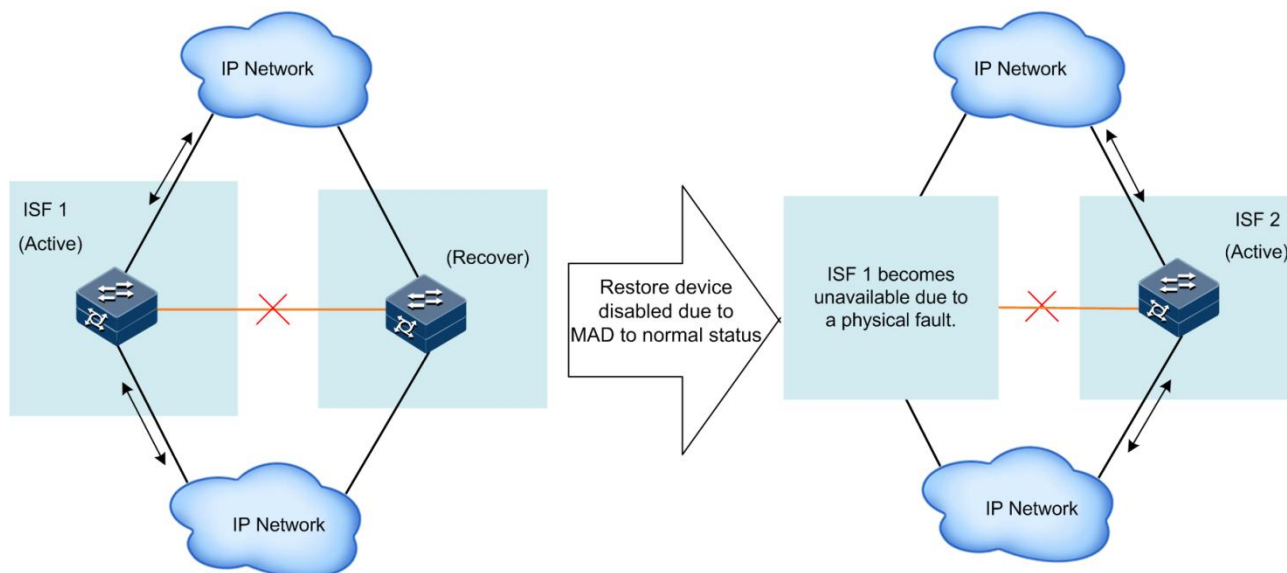 IP Network
ISF 1
(Active)
(Recover)
IP Network
Restore device
disabled due to
MAD to normal status
IP Network
ISF 1 becomes
unavailable due to
a physical fault.
ISF 2
(Active)
IP Network